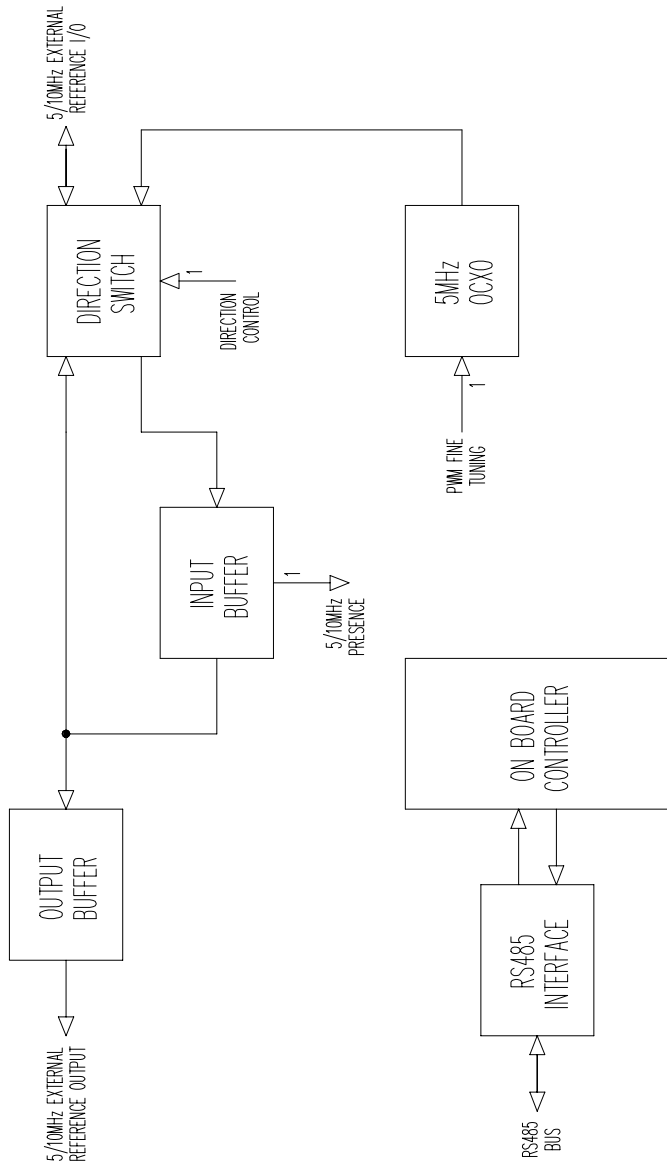 5/10MHz EXTERNAL
REFERENCE OUTPUT
OUTPUT
BUFFER
INPUT
BUFFER
1
5/10MHz
PRESENCE
DIRECTION
SWITCH
5/10MHz EXTERNAL
REFERENCE I/O
1
DIRECTION
CONTROL
RS485
BUS
RS485
INTERFACE
ON BOARD
CONTROLLER
PWM FINE
TUNING
1
5MHz
OCXO